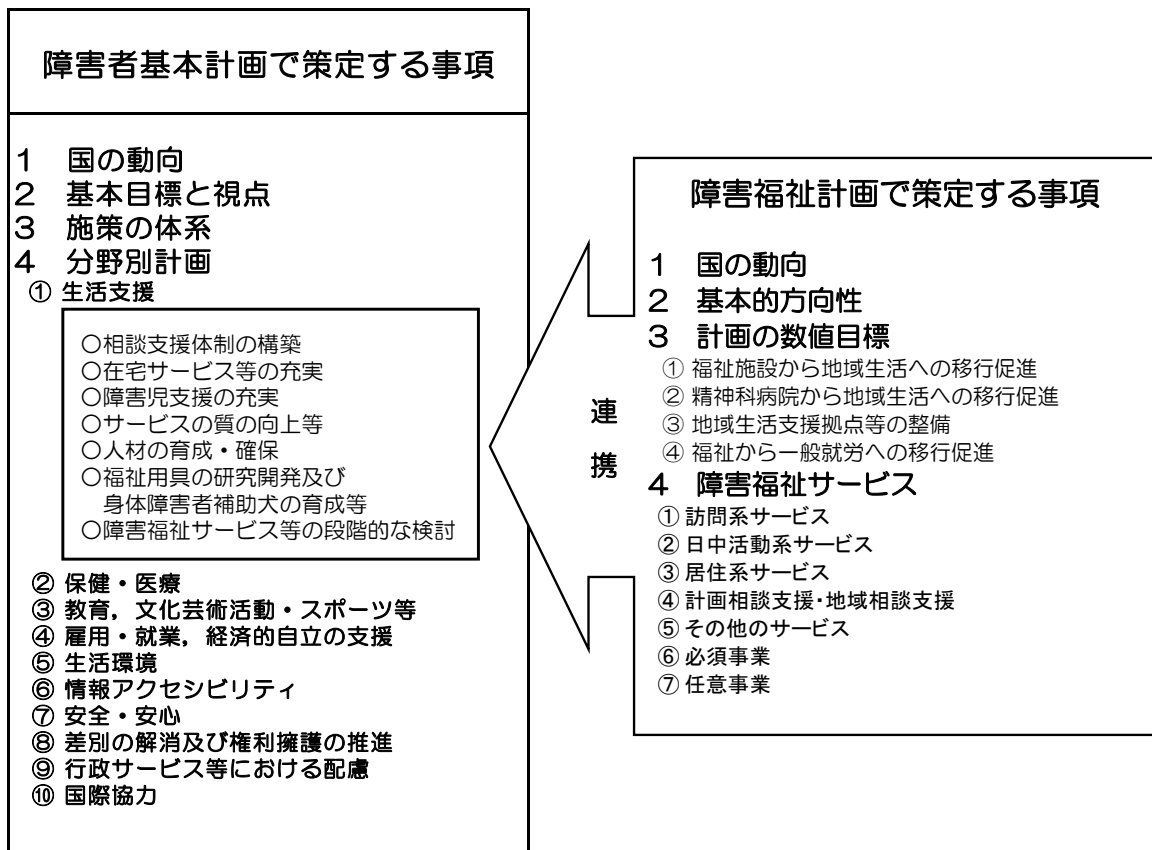 障害者基本計画で策定する事項
1 国の動向
2 基本目標と視点
3 施策の体系
4 分野別計画
① 生活支援
○相談支援体制の構築
○在宅サービス等の充実
○障害児支援の充実
○サービスの質の向上等
○人材の育成・確保
○福祉用具の研究開発及び
身体障害者補助犬の育成等
○障害福祉サービス等の段階的な検討
② 保健・医療
③ 教育，文化芸術活動・スポーツ等
④ 雇用・就業，経済的自立の支援
⑤ 生活環境
⑥ 情報アクセシビリティ
⑦ 安全・安心
⑧ 差別の解消及び権利擁護の推進
⑨ 行政サービス等における配慮
⑩ 国際協力
連携
障害福祉計画で策定する事項
1 国の動向
2 基本的方向性
3 計画の数値目標
① 福祉施設から地域生活への移行促進
② 精神科病院から地域生活への移行促進
③ 地域生活支援拠点等の整備
④ 福祉から一般就労への移行促進
4 障害福祉サービス
① 訪問系サービス
② 日中活動系サービス
③ 居住系サービス
④ 計画相談支援・地域相談支援
⑤ その他のサービス
⑥ 必須事業
⑦ 任意事業